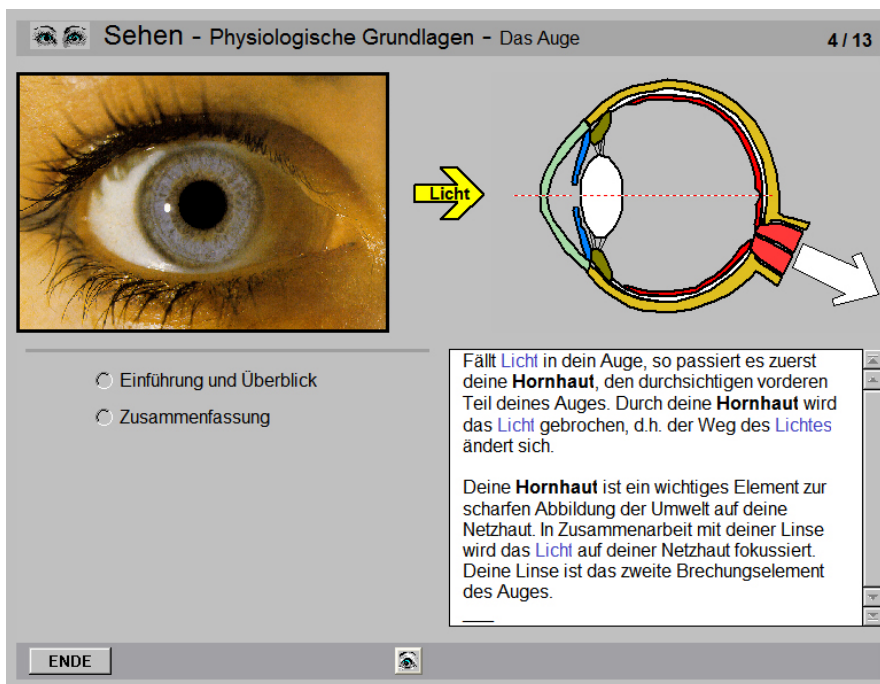 Sehen - Physiologische Grundlagen - Das Auge
4 / 13
Licht
Einführung und Überblick
Zusammenfassung
Fällt Licht in dein Auge, so passiert es zuerst
deine Hornhaut, den durchsichtigen vorderen
Teil deines Auges. Durch deine Hornhaut wird
das Licht gebrochen, d.h. der Weg des Lichtes
ändert sich.
Deine Hornhaut ist ein wichtiges Element zur
scharfen Abbildung der Umwelt auf deine
Netzhaut. In Zusammenarbeit mit deiner Linse
wird das Licht auf deiner Netzhaut fokussiert.
Deine Linse ist das zweite Brechungselement
des Auges.
ENDE